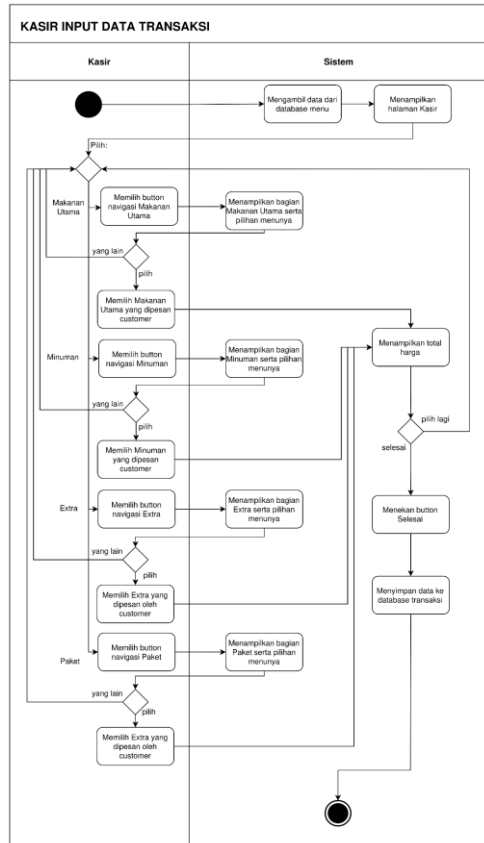 KASIR INPUT DATA TRANSAKSI
Kasir
Sistem
Mengambil data dari
database menu
Menampilkan
halaman Kasir
Pilih:
Makanan
Utama
Memilih button
navigasi Makanan
Utama
Menampilkan bagian
Makanan Utama serta
pilihan menunya
yang lain
pilih
Memilih Makanan
Utama yang dipesan
customer
Minuman
Memilih button
navigasi Minuman
Menampilkan bagian
Minuman serta pilihan
menunya
Menampilkan total
harga
yang lain
pilih
pilih lagi
selesai
Memilih Minuman
yang dipesan
customer
Extra
Memilih button
navigasi Extra
Menampilkan bagian
Extra serta pilihan
menunya
Menekan button
Selesai
yang lain
pilih
Memilih Extra yang
dipesan oleh
customer
Menyimpan data ke
database transaksi
Paket
Memilih button
navigasi Paket
Menampilkan bagian
Paket serta pilihan
menunya
yang lain
pilih
Memilih Extra yang
dipesan oleh
customer